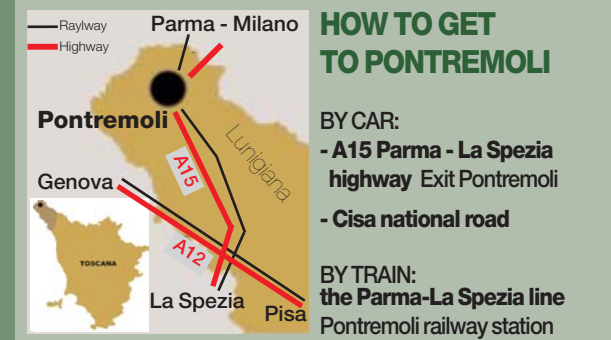 Raylway
Highway
Parma - Milano
Pontremoli
Lunigiana
A15
Genova
A12
TOSCANA
La Spezia
Pisa
HOW TO GET
TO PONTREMOLI
BY CAR:
- A15 Parma - La Spezia
highway Exit Pontremoli
- Cisa national road
BY TRAIN:
the Parma-La Spezia line
Pontremoli railway station